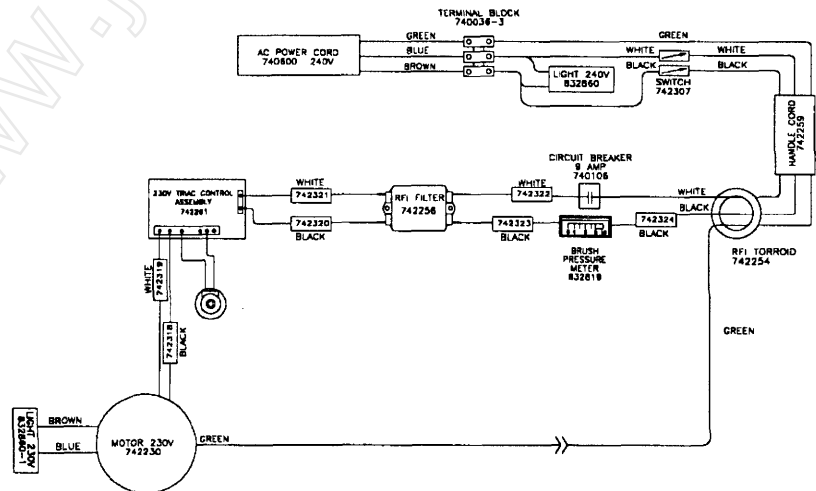 TERMINAL BLOCK
740036-3
GREEN
GREEN
AC POWER CORD
740600 240V
BLUE
WHITE
WHITE
BROWN
BLACK
BLACK
LIGHT 240V
832860
SWITCH
742307
HANDLE CORD
742259
CIRCUIT BREAKER
9 AMP
740106
230V TRIAC CONTROL
ASSEMBLY
742261
WHITE
742321
RFI FILTER
742256
WHITE
742322
WHITE
742320
BLACK
742323
BLACK
BLACK
742324
BLACK
BRUSH
PRESSURE
METER
832819
RFI TORROID
742254
WHITE
742319
742318
BLACK
GREEN
LIGHT 230V
832860-1
BROWN
BLUE
MOTOR 230V
742230
GREEN